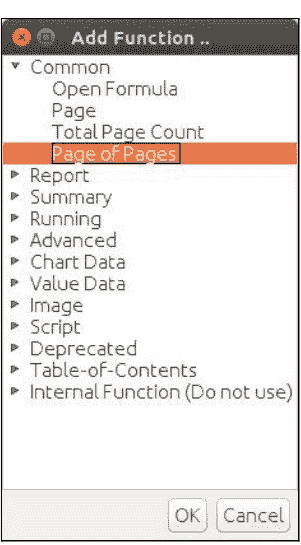 Add Function ..
Common
Open Formula
Page
Total Page Count
Page of Pages
Report
Summary
Running
Advanced
Chart Data
Value Data
Image
Script
Deprecated
Table-of-Contents
Internal Function (Do not use)
OK Cancel